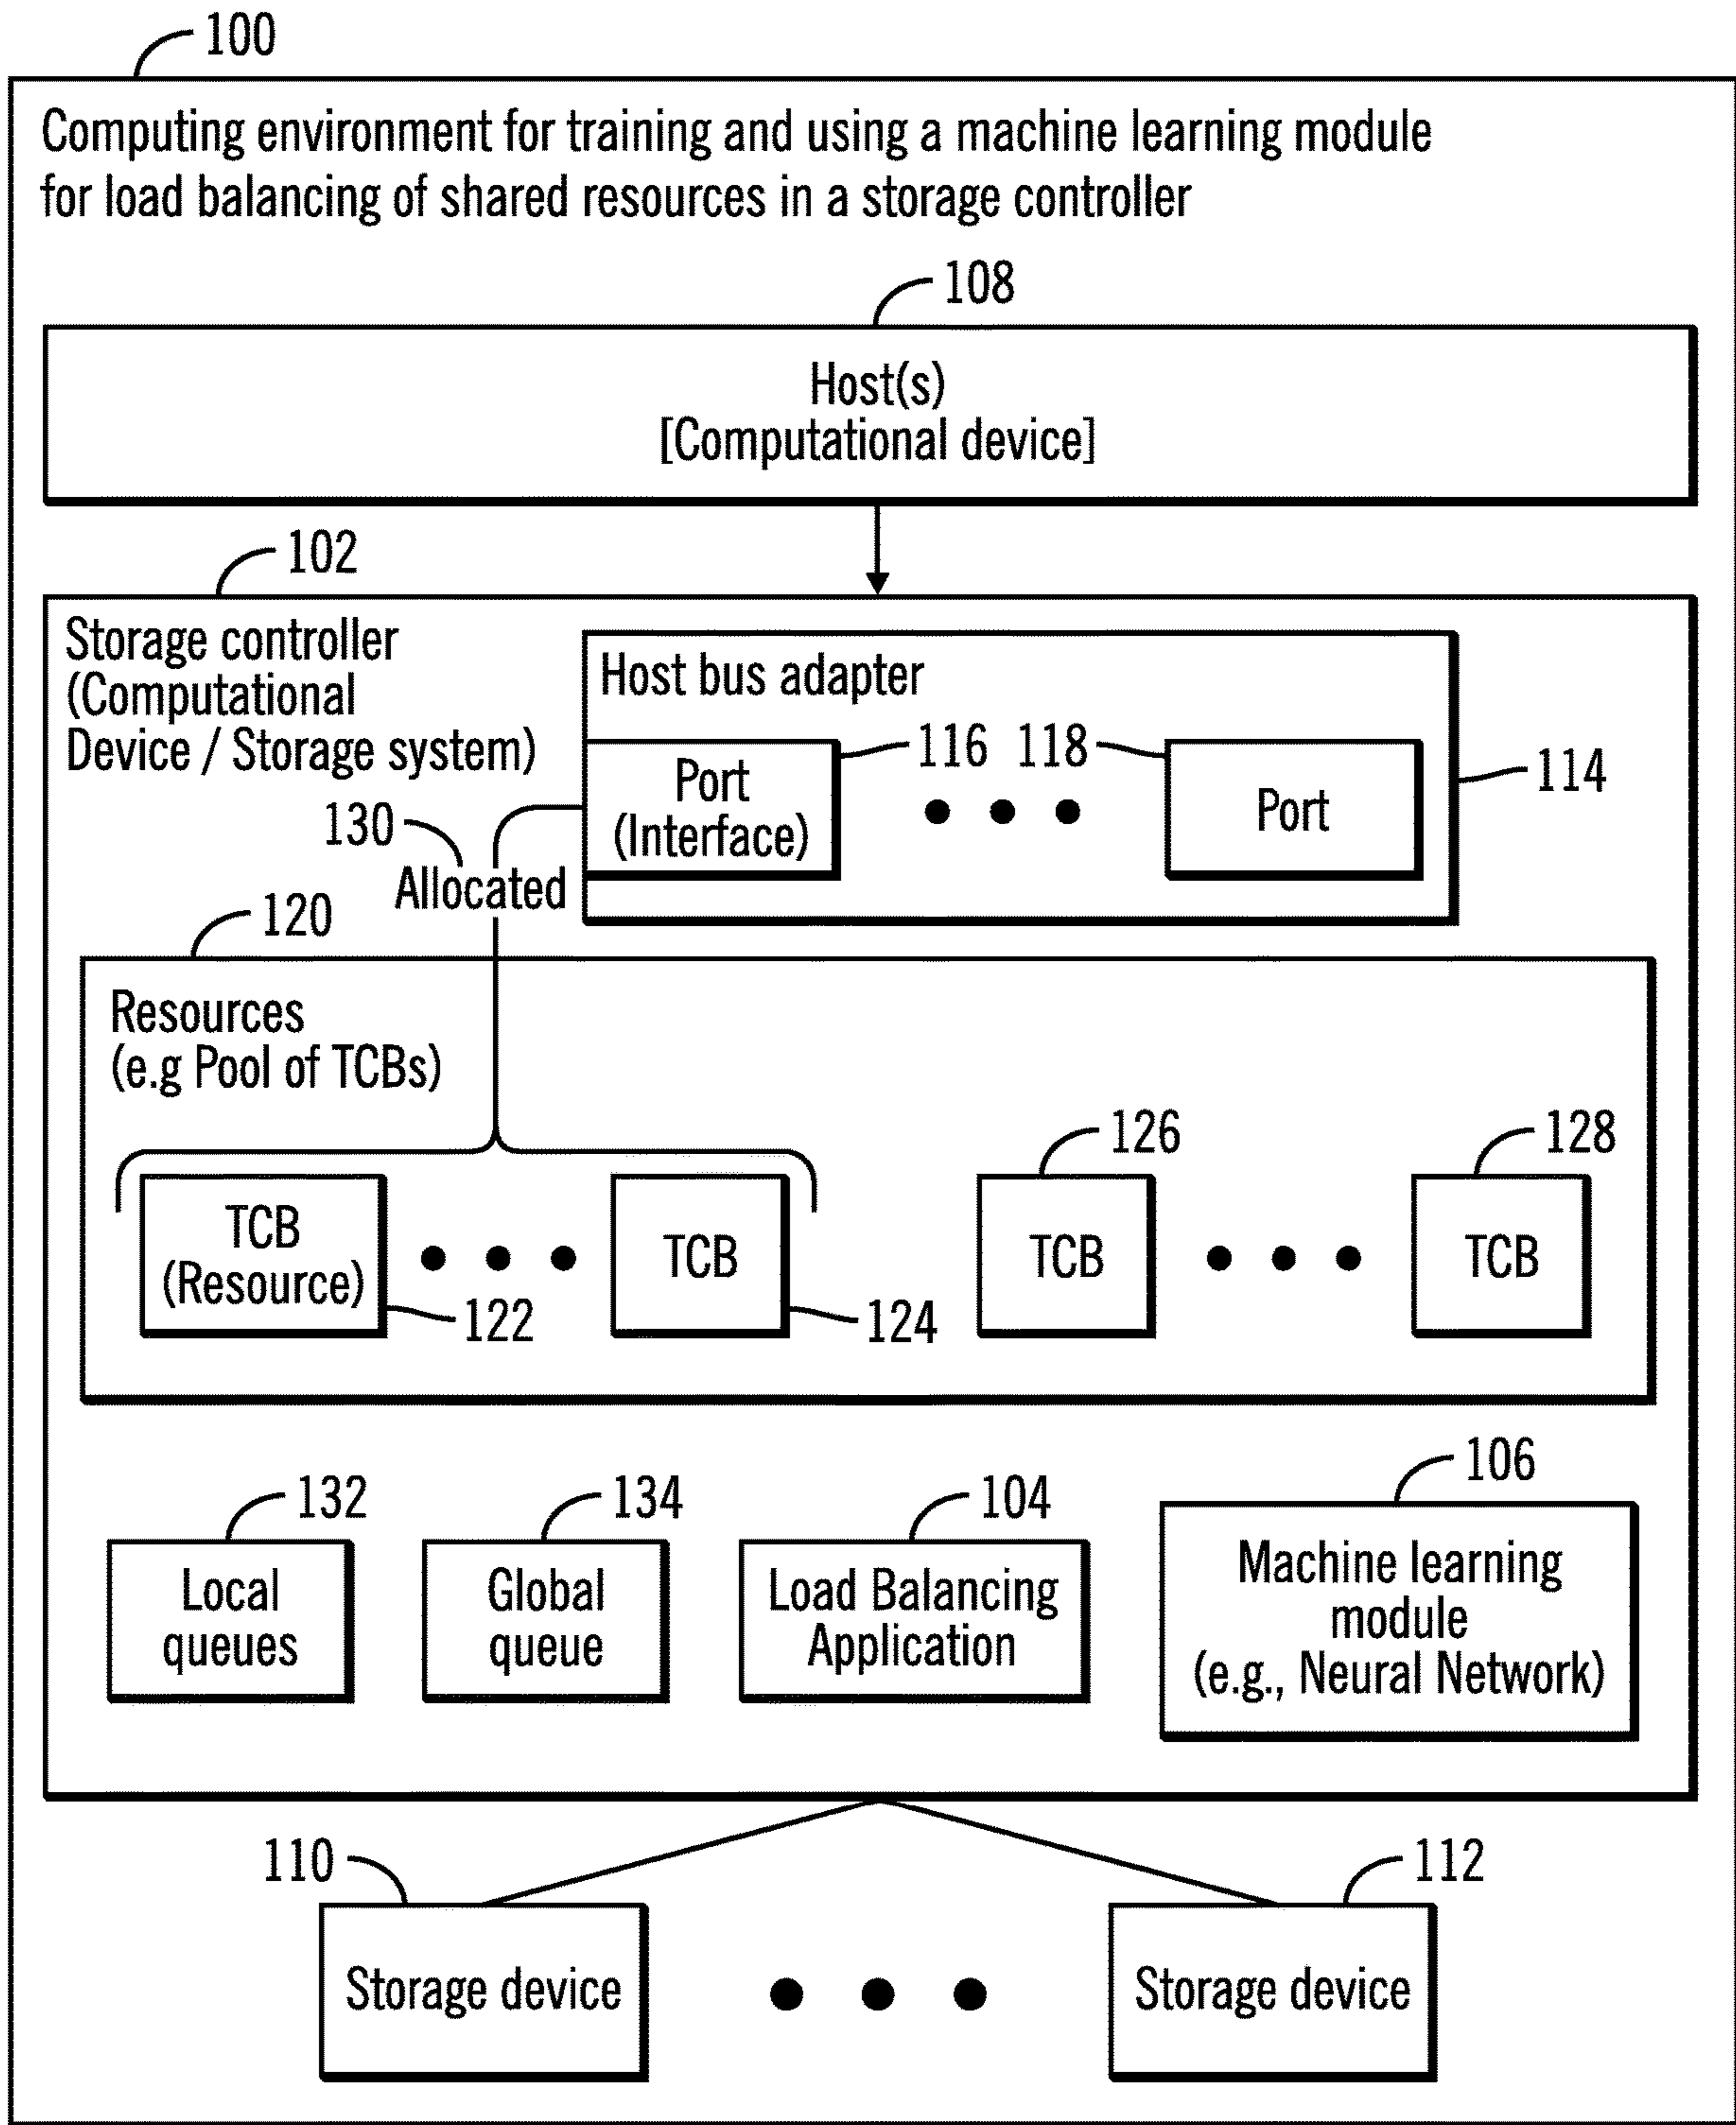 100
Computing environment for training and using a machine learning module
for load balancing of shared resources in a storage controller
108
Host(s)
[Computational device]
102
Storage controller
(Computational
Device / Storage system)
Host bus adapter
116
118
114
Port
(Interface)
Port
130
Allocated
120
Resources
(e.g Pool of TCBs)
126
128
TCB
(Resource)
122
TCB
124
TCB
TCB
132
134
104
106
Local
queues
Global
queue
Load Balancing
Application
Machine learning
module
(e.g., Neural Network)
110
112
Storage device
Storage device